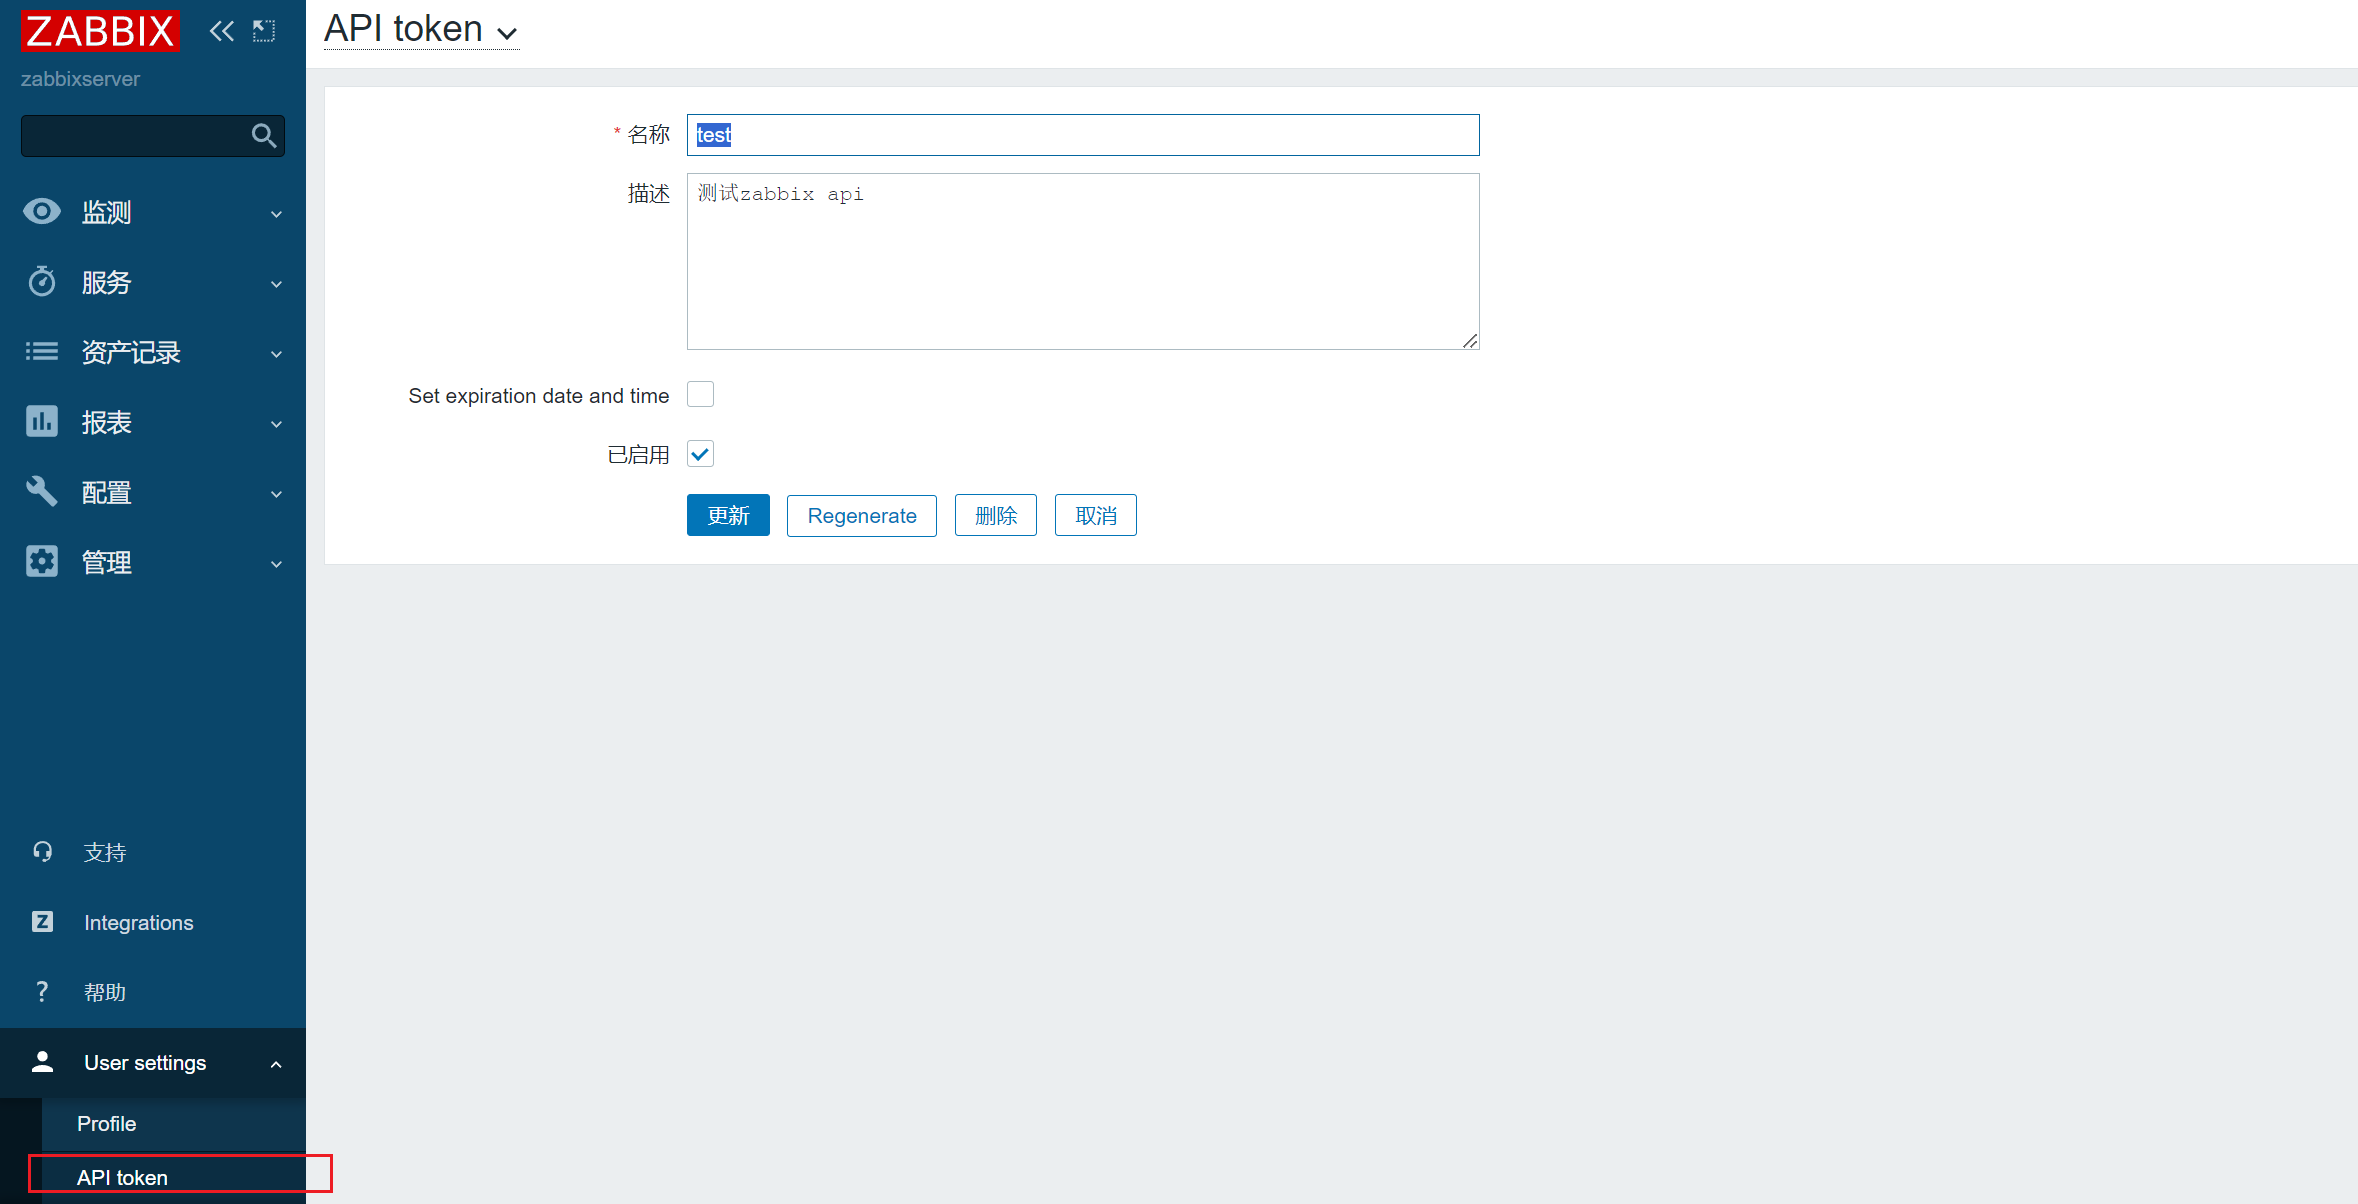 ZABBIX
zabbixserver
监测
服务
资产记录
报表
配置
管理
支持
Integrations
帮助
User settings
Profile
API token
API token
* 名称 test
描述 测试zabbix api
Set expiration date and time
已启用
更新 Regenerate 删除 取消